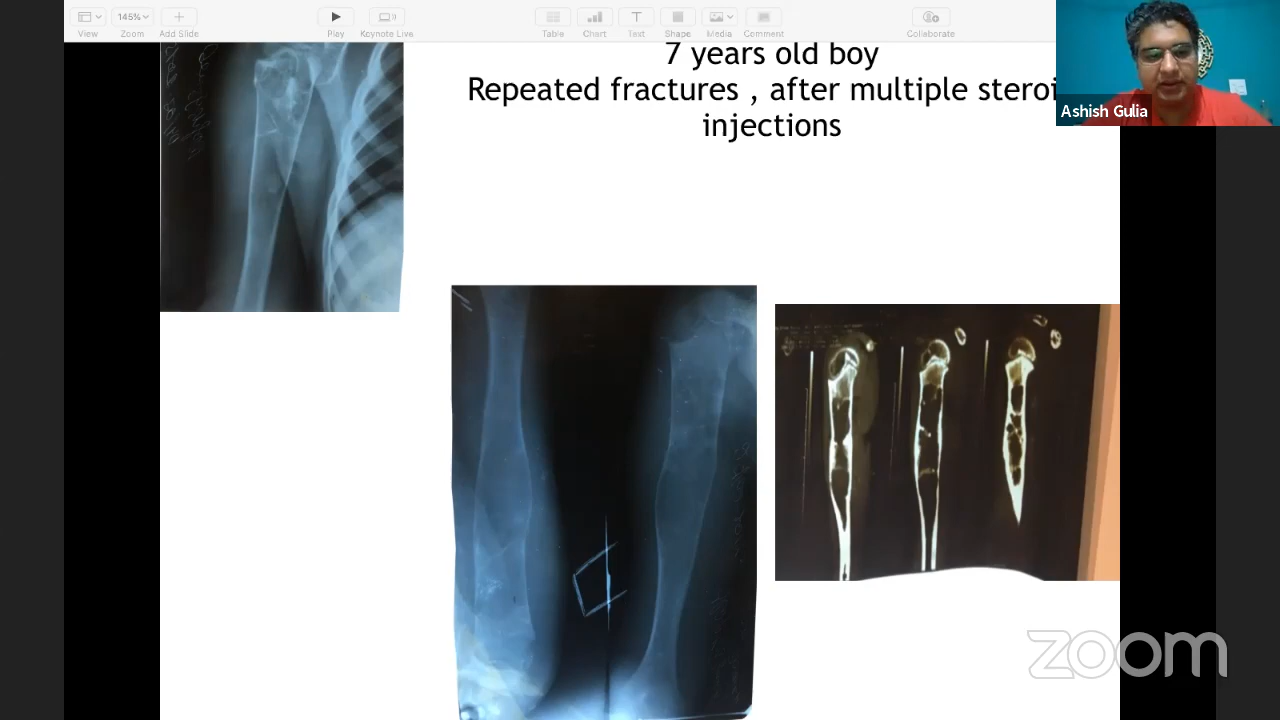 145%
View
Zoom
Add Slide
Play
Keynote Live
Table
Chart
Text
Shape
Media
Comment
Collaborate
7 years old boy
Repeated fractures , after multiple steroi
injections
Ashish Gulia
zoom